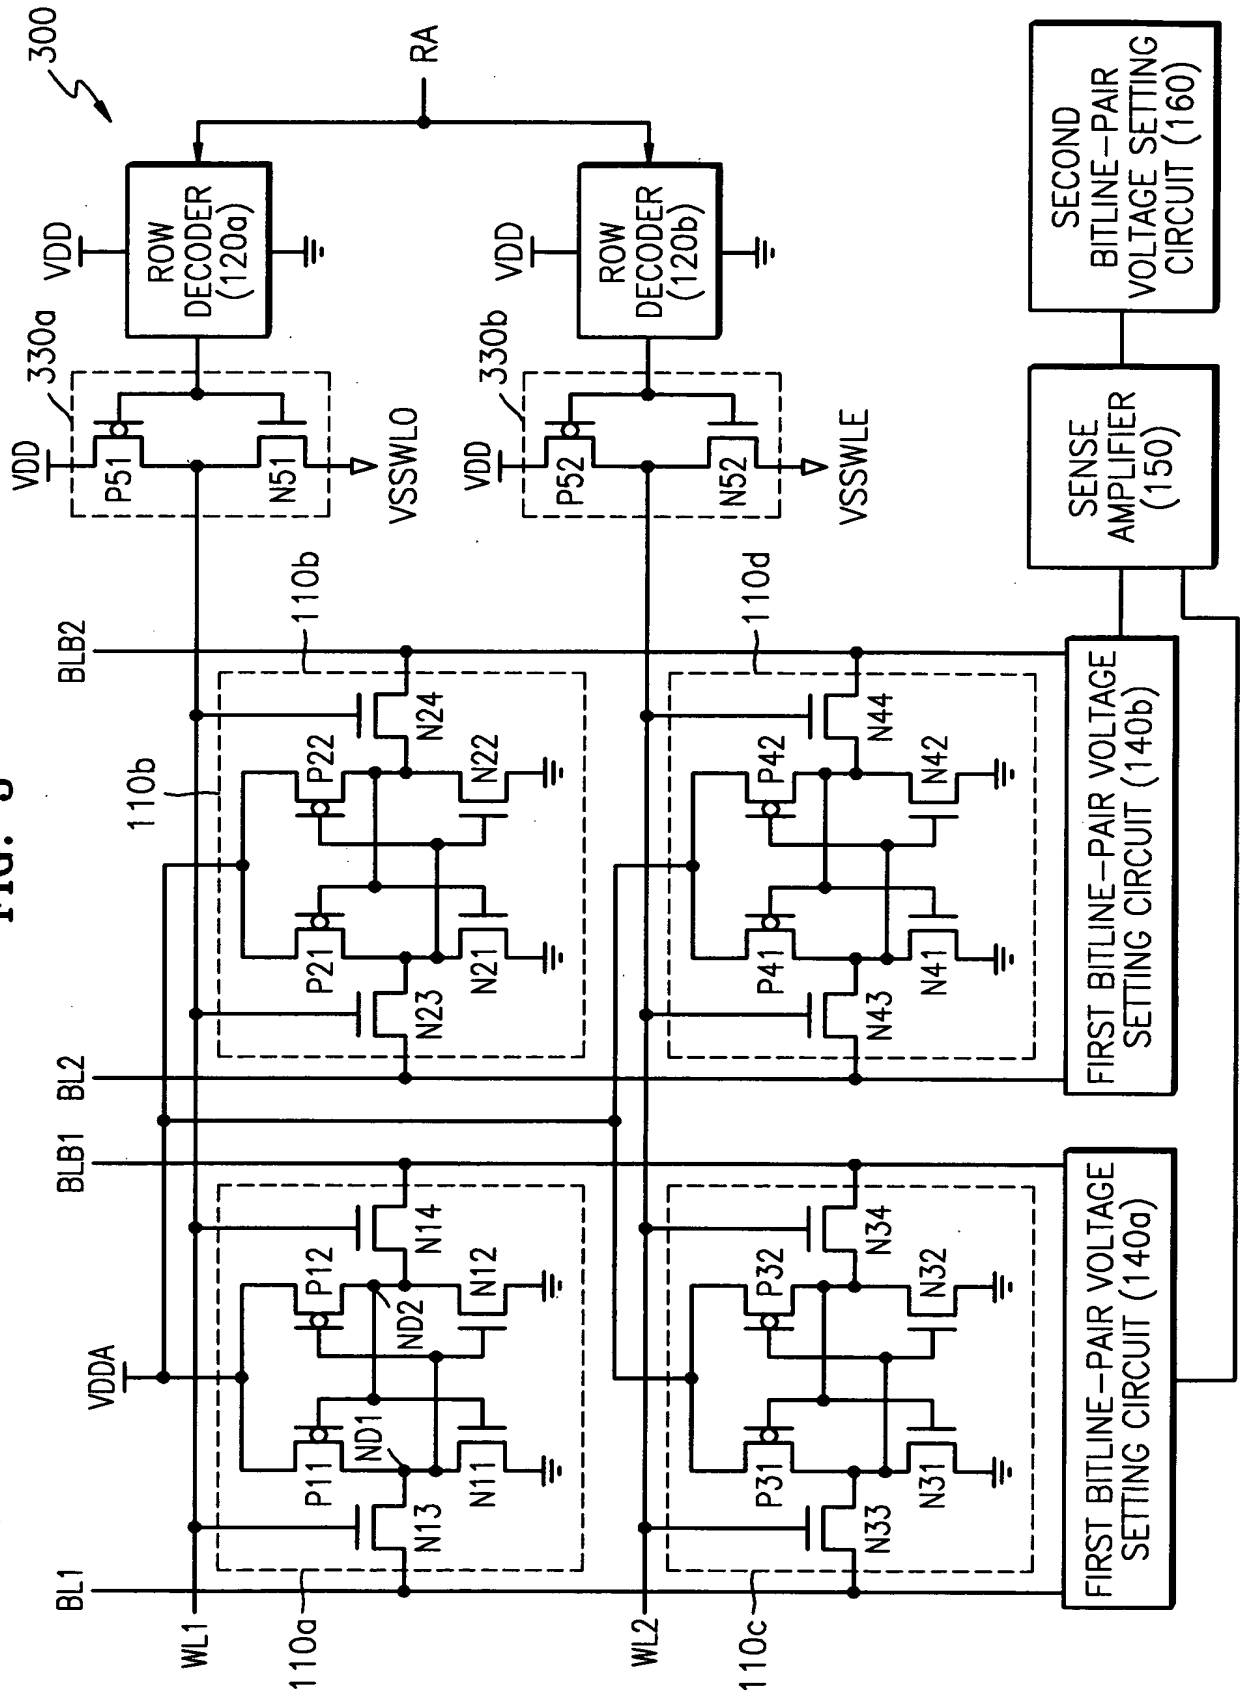 FIG.
300
VDD
330a
VDD
BL1
BLB1
BL2
BLB2
VDDA
110b
P51
ROW
DECODER
(120a)
WL1
N51
110a
110b
RA
P11
P12
P21
P22
ND1
ND2
VSSWLO
N13
N14
N23
N24
N11
N12
N21
N22
VDD
330b
VDD
P52
ROW
DECODER
(120b)
WL2
N52
110c
110d
P31
P32
P41
P42
VSSWLE
N33
N34
N43
N44
N31
N32
N41
N42
FIRST BITLINE-PAIR VOLTAGE
SETTING CIRCUIT (140a)
FIRST BITLINE-PAIR VOLTAGE
SETTING CIRCUIT (140b)
SENSE
AMPLIFIER
(150)
SECOND
BITLINE-PAIR
VOLTAGE SETTING
CIRCUIT (160)